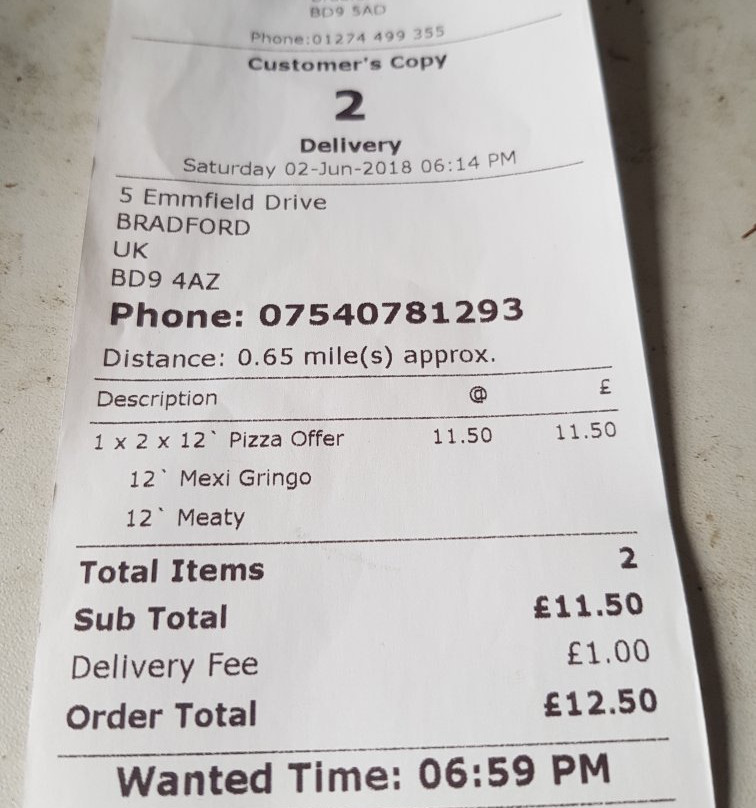 BD9 5AD
Phone:01274 499 355
Customer's Copy
2
Delivery
Saturday 02-Jun-2018 06:14 PM
5 Emmfield Drive
BRADFORD
UK
BD9 4AZ
Phone: 07540781293
Distance: 0.65 mile(s) approx.
Description @ £
1 x 2 x 12` Pizza Offer 11.50 11.50
12` Mexi Gringo
12` Meaty
Total Items 2
Sub Total £11.50
Delivery Fee £1.00
Order Total £12.50
Wanted Time: 06:59 PM